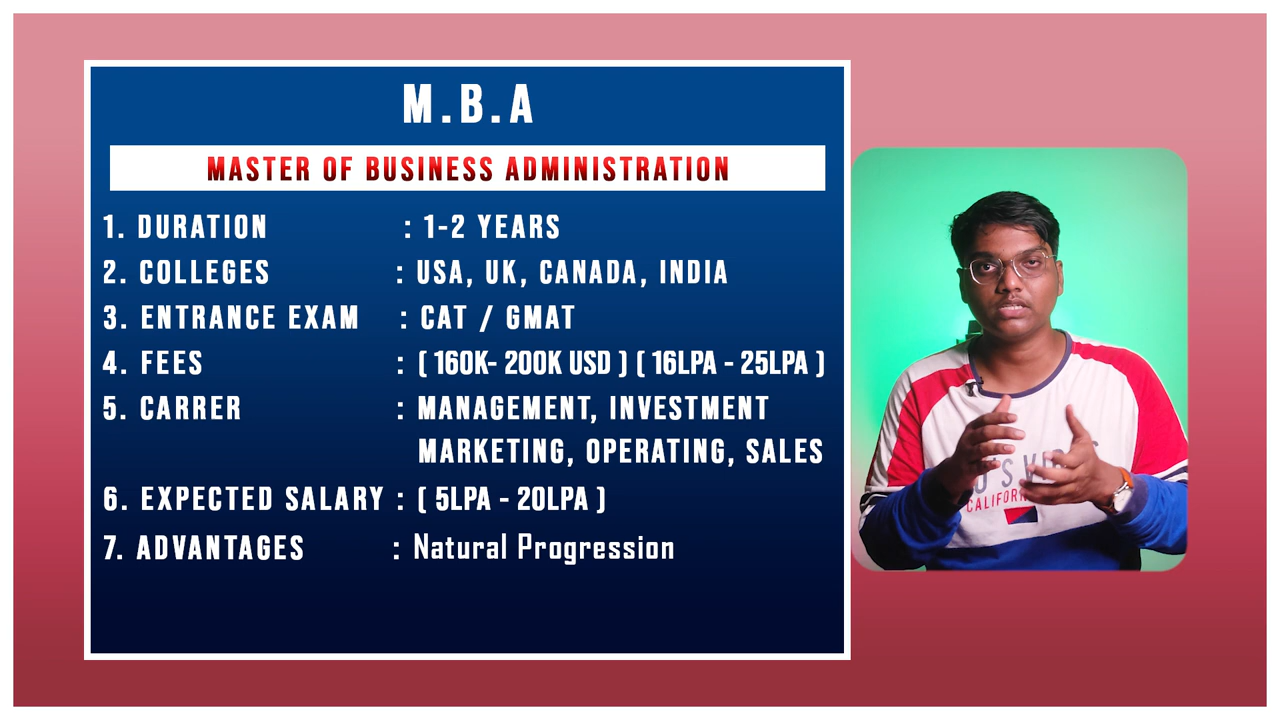 M.B.A
MASTER OF BUSINESS ADMINISTRATION
1. DURATION : 1-2 YEARS
2. COLLEGES : USA, UK, CANADA, INDIA
3. ENTRANCE EXAM : CAT / GMAT
4. FEES : ( 160K- 200K USD ) ( 16LPA - 25LPA )
5. CARRER : MANAGEMENT, INVESTMENT
MARKETING, OPERATING, SALES
6. EXPECTED SALARY : ( 5LPA - 20LPA )
7. ADVANTAGES : Natural Progression